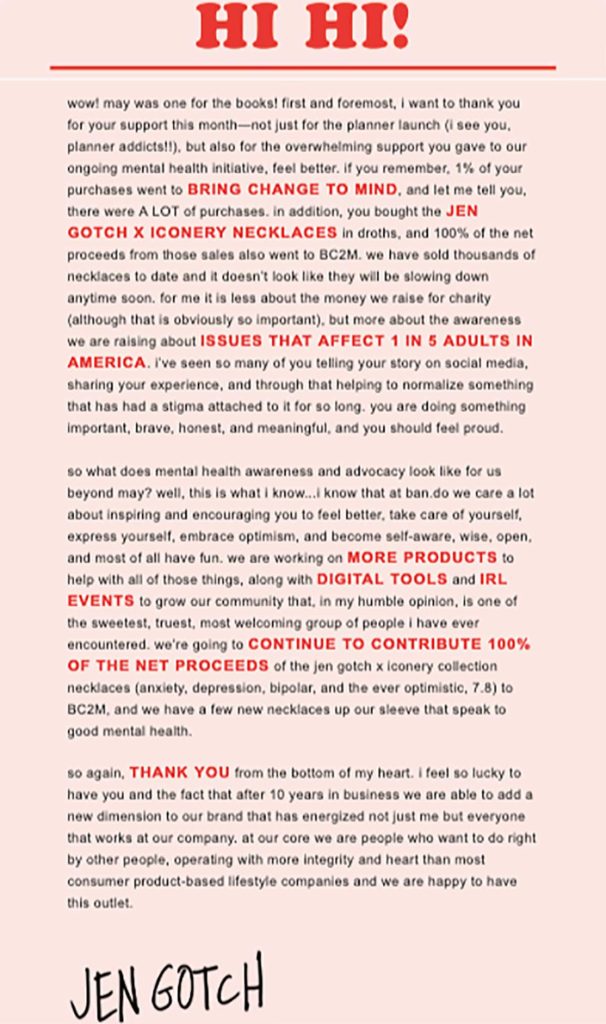 HI HI!
wow! may was one for the books! first and foremost, i want to thank you
for your support this month—not just for the planner launch (i see you,
planner addicts!!), but also for the overwhelming support you gave to our
ongoing mental health initiative, feel better. if you remember, 1% of your
purchases went to BRING CHANGE TO MIND, and let me tell you,
there were A LOT of purchases. in addition, you bought the JEN
GOTCH X ICONERY NECKLACES in droths, and 100% of the net
proceeds from those sales also went to BC2M. we have sold thousands of
necklaces to date and it doesn't look like they will be slowing down
anytime soon. for me it is less about the money we raise for charity
(although that is obviously so important), but more about the awareness
we are raising about ISSUES THAT AFFECT 1 IN 5 ADULTS IN
AMERICA. i've seen so many of you telling your story on social media,
sharing your experience, and through that helping to normalize something
that has had a stigma attached to it for so long. you are doing something
important, brave, honest, and meaningful, and you should feel proud.
so what does mental health awareness and advocacy look like for us
beyond may? well, this is what i know...i know that at ban.do we care a lot
about inspiring and encouraging you to feel better, take care of yourself,
express yourself, embrace optimism, and become self-aware, wise, open,
and most of all have fun. we are working on MORE PRODUCTS to
help with all of those things, along with DIGITAL TOOLS and IRL
EVENTS to grow our community that, in my humble opinion, is one of
the sweetest, truest, most welcoming group of people i have ever
encountered. we're going to CONTINUE TO CONTRIBUTE 100%
OF THE NET PROCEEDS of the jen gotch x iconery collection
necklaces (anxiety, depression, bipolar, and the ever optimistic, 7.8) to
BC2M, and we have a few new necklaces up our sleeve that speak to
good mental health.
so again, THANK YOU from the bottom of my heart. i feel so lucky to
have you and the fact that after 10 years in business we are able to add a
new dimension to our brand that has energized not just me but everyone
that works at our company. at our core we are people who want to do right
by other people, operating with more integrity and heart than most
consumer product-based lifestyle companies and we are happy to have
this outlet.
JEN GOTCH